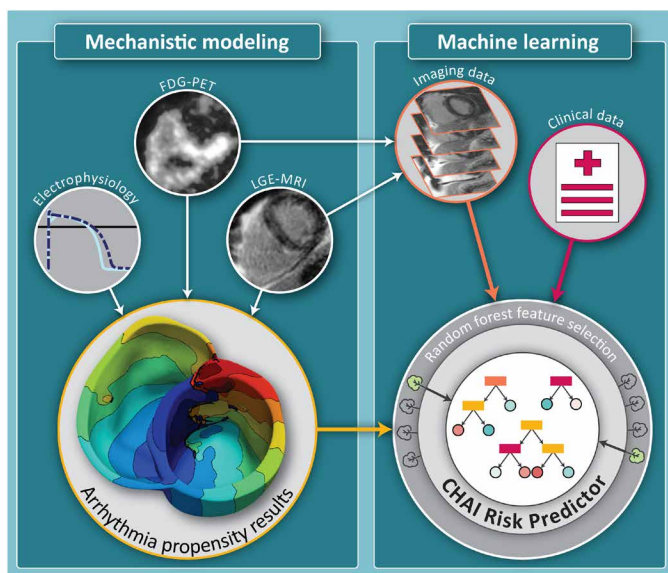 Mechanistic modeling
Machine learning
FDG-PET
Imaging data
Clinical data
Electrophysiology
LGE-MRI
Random forest feature selection
Arrhythmia propensity results
CHAI Risk Predictor